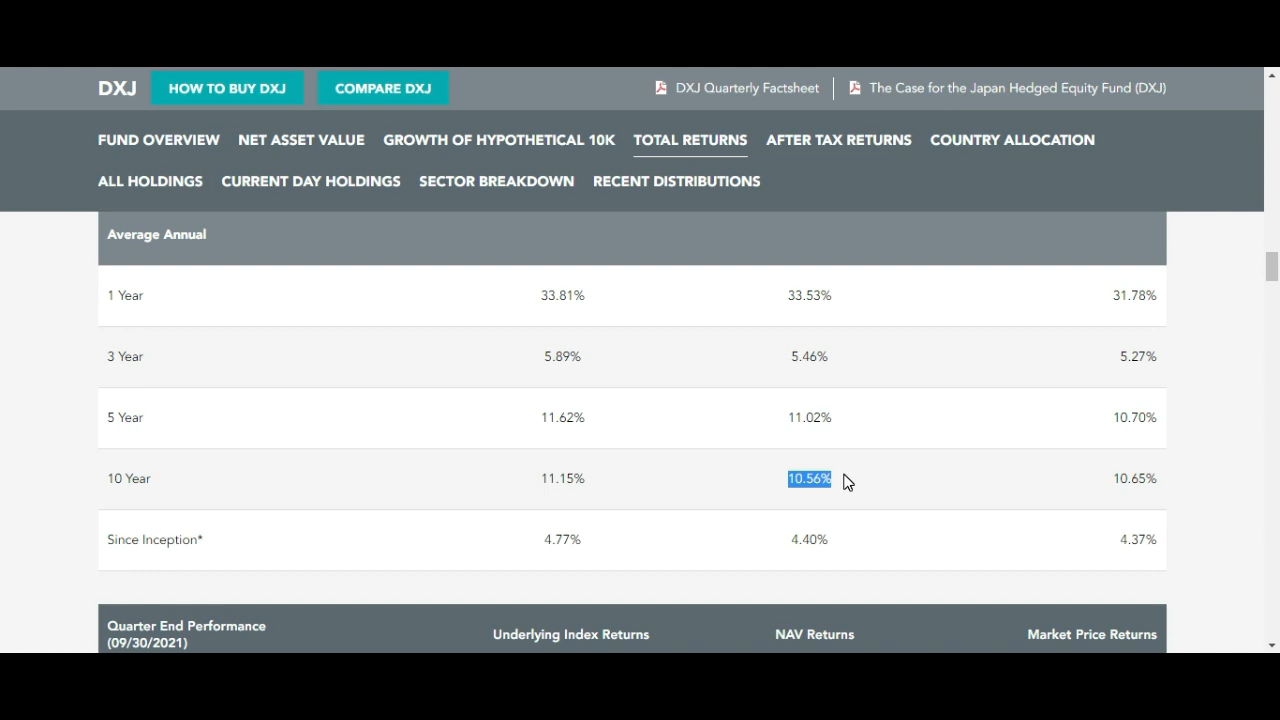 DXJ HOW TO BUY DXJ COMPARE DXJ DXJ Quarterly Factsheet The Case for the Japan Hedged Equity Fund (DXJ)
FUND OVERVIEW NET ASSET VALUE GROWTH OF HYPOTHETICAL 10K TOTAL RETURNS AFTER TAX RETURNS COUNTRY ALLOCATION
ALL HOLDINGS CURRENT DAY HOLDINGS SECTOR BREAKDOWN RECENT DISTRIBUTIONS
Average Annual
1 Year 33.81% 33.53% 31.78%
3 Year 5.89% 5.46% 5.27%
5 Year 11.62% 11.02% 10.70%
10 Year 11.15% 10.56% 10.65%
Since Inception* 4.77% 4.40% 4.37%
Quarter End Performance
(09/30/2021) Underlying Index Returns NAV Returns Market Price Returns